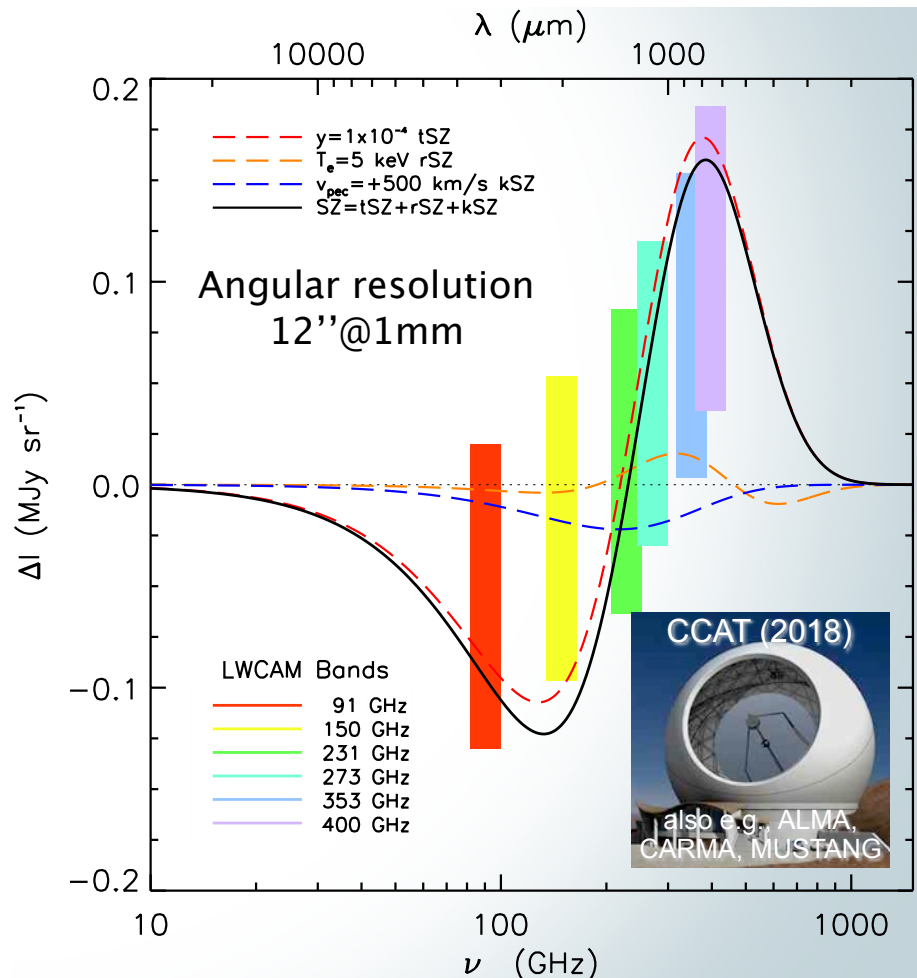 λ (μm)
10000 1000
0.2
y=1x10⁻⁴ tSZ
Tₑ=5 keV rSZ
vₚₑ꜀=+500 km/s kSZ
SZ=tSZ+rSZ+kSZ
Angular resolution
12’’@1mm
0.1
0.0
ΔI (MJy sr⁻¹)
−0.1
−0.2
LWCAM Bands
91 GHz
150 GHz
231 GHz
273 GHz
353 GHz
400 GHz
CCAT (2018)
also e.g., ALMA,
CARMA, MUSTANG
10 100 1000
ν (GHz)